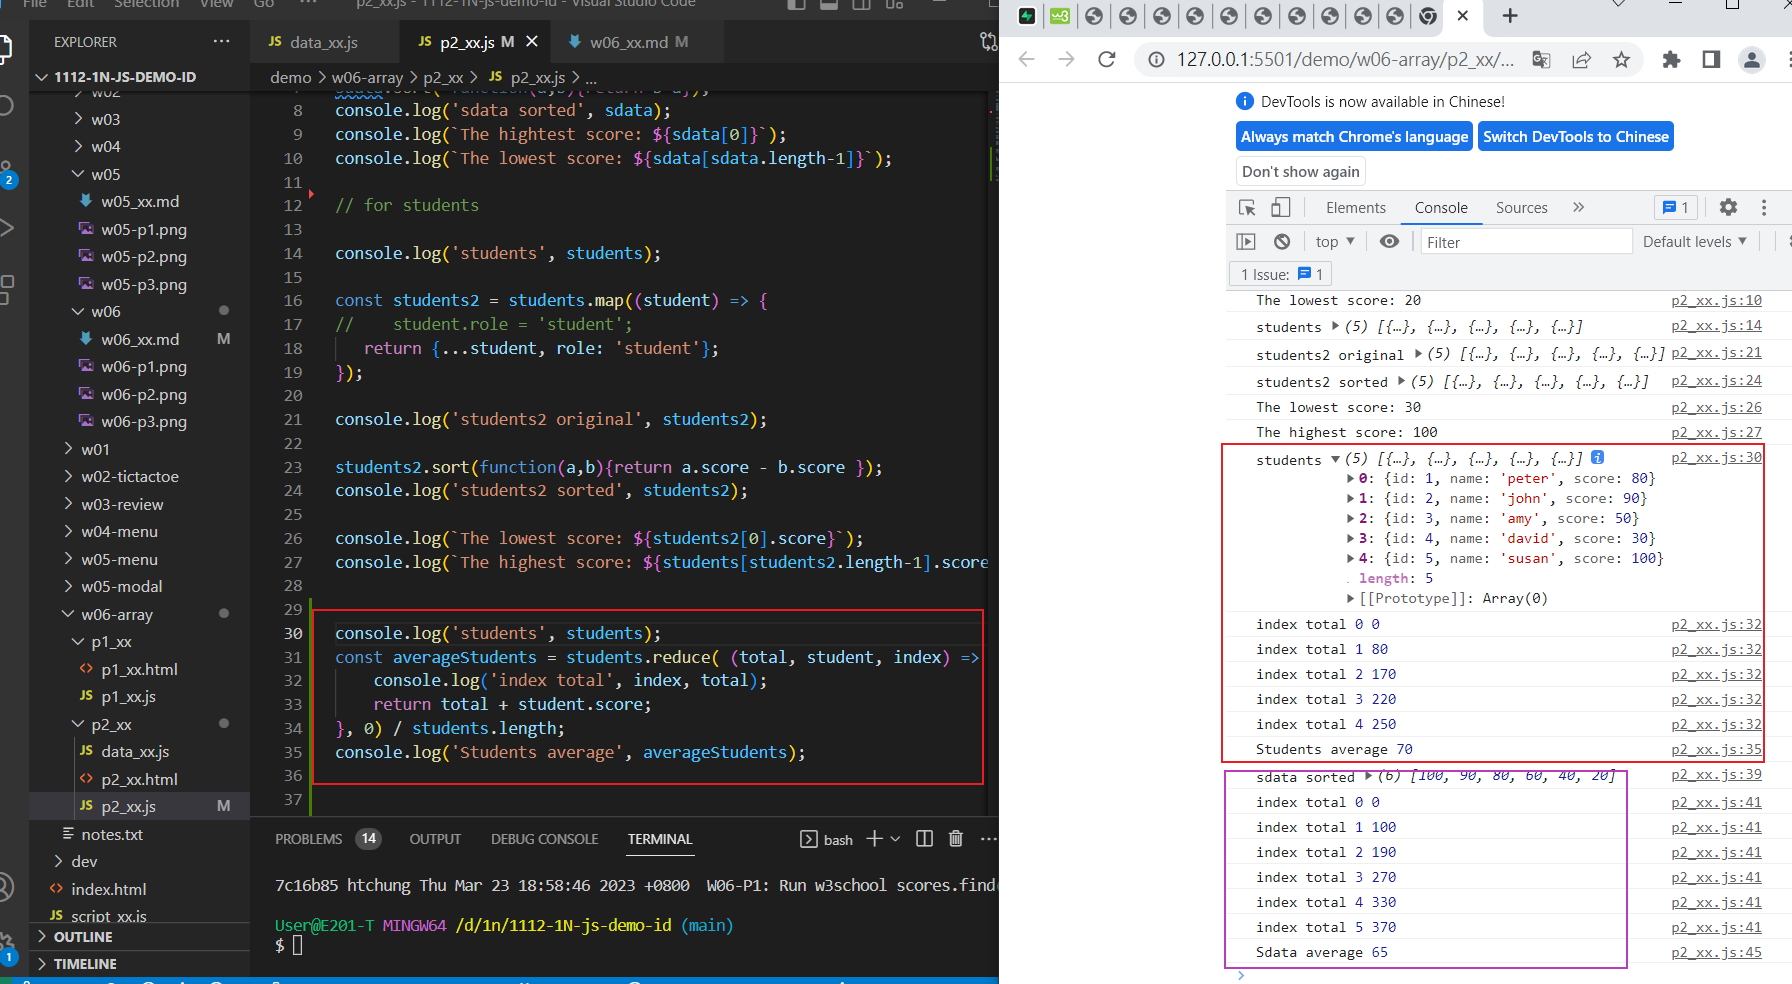 File Edit Selection View Go ··· p2_xx.js - 1112-1N-js-demo-id - Visual Studio Code
EXPLORER ···
1112-1N-JS-DEMO-ID
w02
w03
w04
w05
w05_xx.md
w05-p1.png
w05-p2.png
w05-p3.png
w06
w06_xx.md M
w06-p1.png
w06-p2.png
w06-p3.png
w01
w02-tictactoe
w03-review
w04-menu
w05-menu
w05-modal
w06-array
p1_xx
<> p1_xx.html
JS p1_xx.js
p2_xx
JS data_xx.js
<> p2_xx.html
JS p2_xx.js M
notes.txt
dev
<> index.html
JS script_xx.js
OUTLINE
TIMELINE
2
1
JS data_xx.js
JS p2_xx.js M ×
w06_xx.md M
demo > w06-array > p2_xx > JS p2_xx.js > ...
sdata.sort( function(a,b){return b-a});
8 console.log('sdata sorted', sdata);
9 console.log(`The hightest score: ${sdata[0]}`);
10 console.log(`The lowest score: ${sdata[sdata.length-1]}`);
11
12 // for students
13
14 console.log('students', students);
15
16 const students2 = students.map((student) => {
17 //    student.role = 'student';
18 return {...student, role: 'student'};
19 });
20
21 console.log('students2 original', students2);
22
23 students2.sort(function(a,b){return a.score - b.score });
24 console.log('students2 sorted', students2);
25
26 console.log(`The lowest score: ${students2[0].score}`);
27 console.log(`The highest score: ${students[students2.length-1].score
28
29
30 console.log('students', students);
31 const averageStudents = students.reduce( (total, student, index) =>
32 console.log('index total', index, total);
33 return total + student.score;
34 }, 0) / students.length;
35 console.log('Students average', averageStudents);
36
37
PROBLEMS 14 OUTPUT DEBUG CONSOLE TERMINAL bash
7c16b85 htchung Thu Mar 23 18:58:46 2023 +0800  W06-P1: Run w3school scores.find
User@E201-T MINGW64 /d/1n/1112-1N-js-demo-id (main)
$
127.0.0.1:5501/demo/w06-array/p2_xx/...
DevTools is now available in Chinese!
Always match Chrome's language
Switch DevTools to Chinese
Don't show again
Elements Console Sources » 1
top ▼ Filter Default levels ▼
1 Issue: 1
The lowest score: 20 p2_xx.js:10
students ▶ (5) [{…}, {…}, {…}, {…}, {…}] p2_xx.js:14
students2 original ▶ (5) [{…}, {…}, {…}, {…}, {…}] p2_xx.js:21
students2 sorted ▶ (5) [{…}, {…}, {…}, {…}, {…}] p2_xx.js:24
The lowest score: 30 p2_xx.js:26
The highest score: 100 p2_xx.js:27
students ▼ (5) [{…}, {…}, {…}, {…}, {…}] i p2_xx.js:30
▶ 0: {id: 1, name: 'peter', score: 80}
▶ 1: {id: 2, name: 'john', score: 90}
▶ 2: {id: 3, name: 'amy', score: 50}
▶ 3: {id: 4, name: 'david', score: 30}
▶ 4: {id: 5, name: 'susan', score: 100}
length: 5
▶ [[Prototype]]: Array(0)
index total 0 0 p2_xx.js:32
index total 1 80 p2_xx.js:32
index total 2 170 p2_xx.js:32
index total 3 220 p2_xx.js:32
index total 4 250 p2_xx.js:32
Students average 70 p2_xx.js:35
sdata sorted ▶ (6) [100, 90, 80, 60, 40, 20] p2_xx.js:39
index total 0 0 p2_xx.js:41
index total 1 100 p2_xx.js:41
index total 2 190 p2_xx.js:41
index total 3 270 p2_xx.js:41
index total 4 330 p2_xx.js:41
index total 5 370 p2_xx.js:41
Sdata average 65 p2_xx.js:45
>